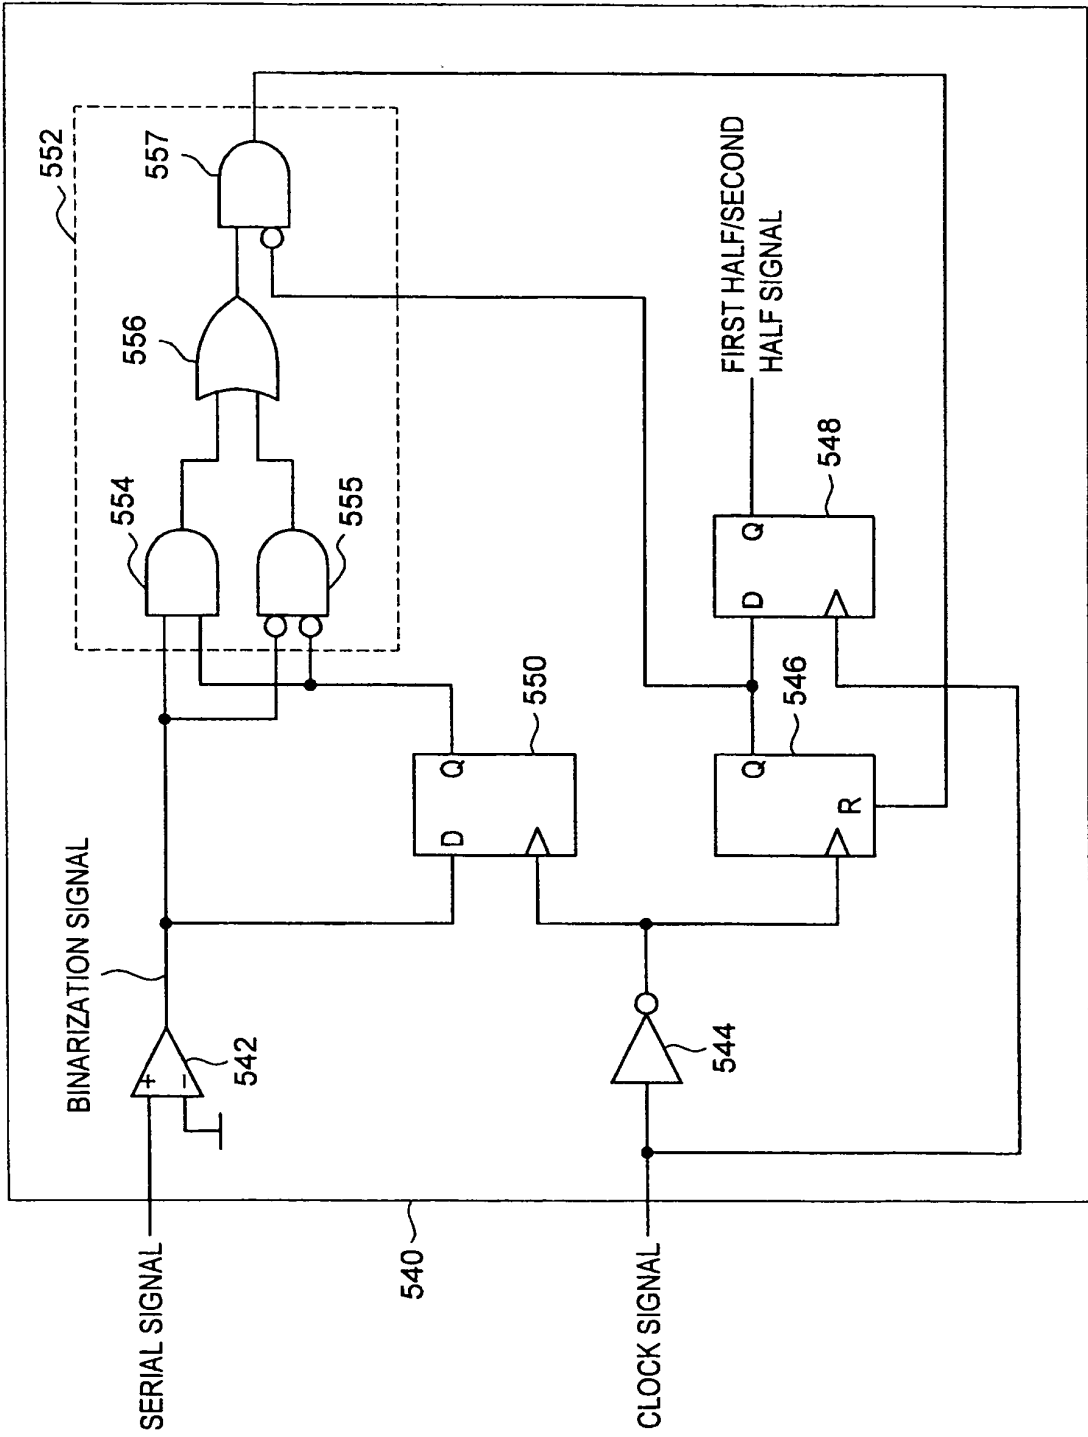 552
557
556
554
555
BINARIZATION SIGNAL
+
−
542
SERIAL SIGNAL
550
D
Q
540
FIRST HALF/SECOND
HALF SIGNAL
548
D
Q
546
Q
R
544
CLOCK SIGNAL